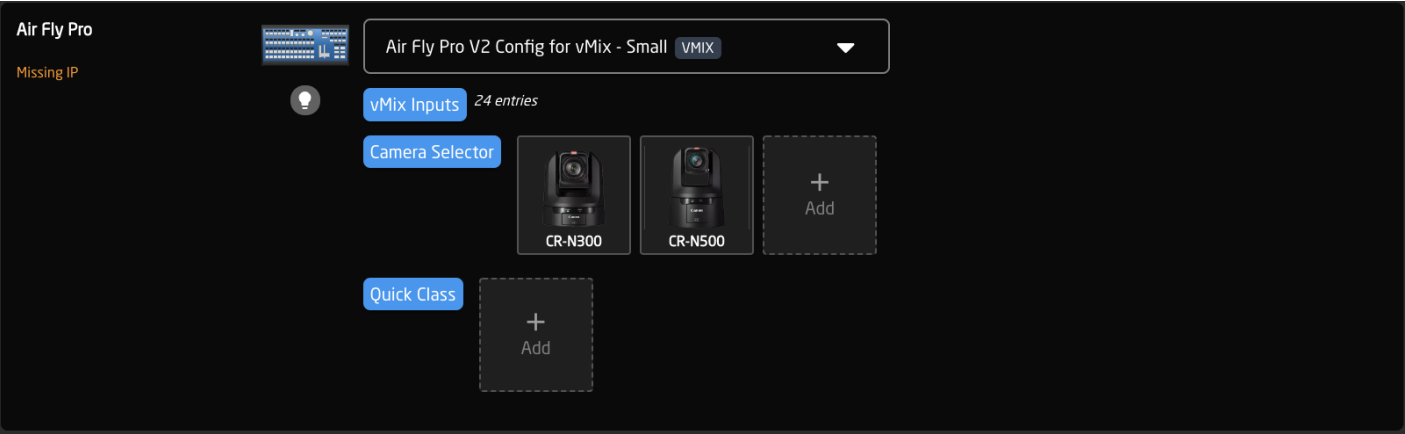 Air Fly Pro
Missing IP
Air Fly Pro V2 Config for vMix - Small VMIX
vMix Inputs 24 entries
Camera Selector
CR-N300
CR-N500
+
Add
Quick Class
+
Add